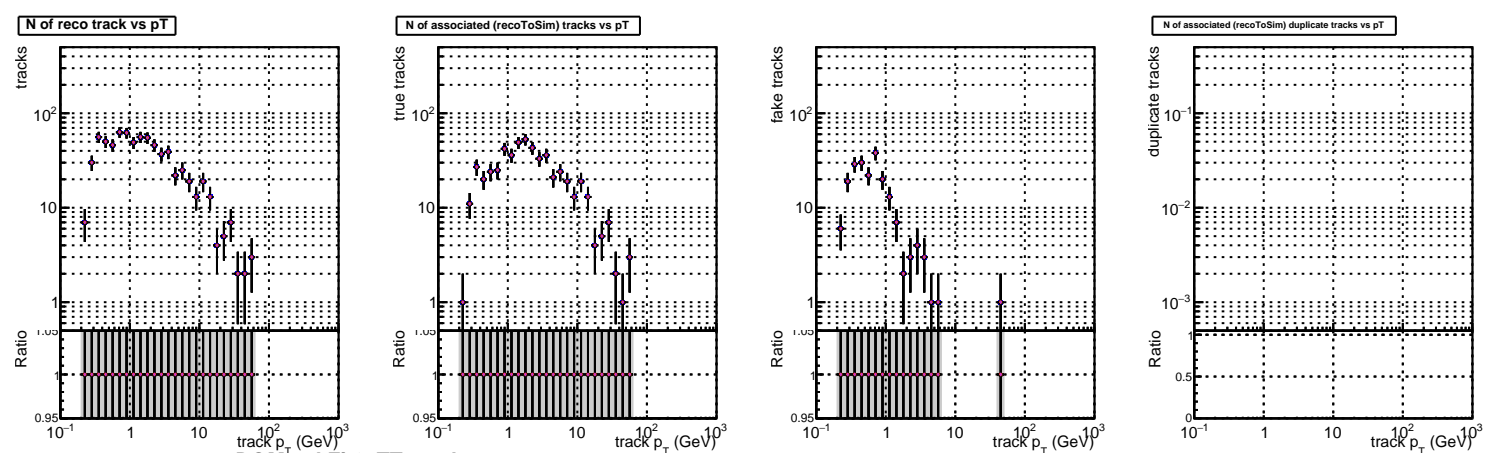 N of reco track vs pT
tracks
10²
10
1
Ratio
1.05
1
0.95
10⁻¹ 1 10 10² 10³
track p_T (GeV)
N of associated (recoToSim) tracks vs pT
true tracks
10²
10
1
Ratio
1.05
1
0.95
10⁻¹ 1 10 10² 10³
track p_T (GeV)
fake tracks
10²
10
1
Ratio
1.05
1
0.95
10⁻¹ 1 10 10² 10³
track p_T (GeV)
N of associated (recoToSim) duplicate tracks vs pT
duplicate tracks
10⁻¹
10⁻²
10⁻³
Ratio
1
0.5
0
10⁻¹ 1 10 10² 10³
track p_T (GeV)